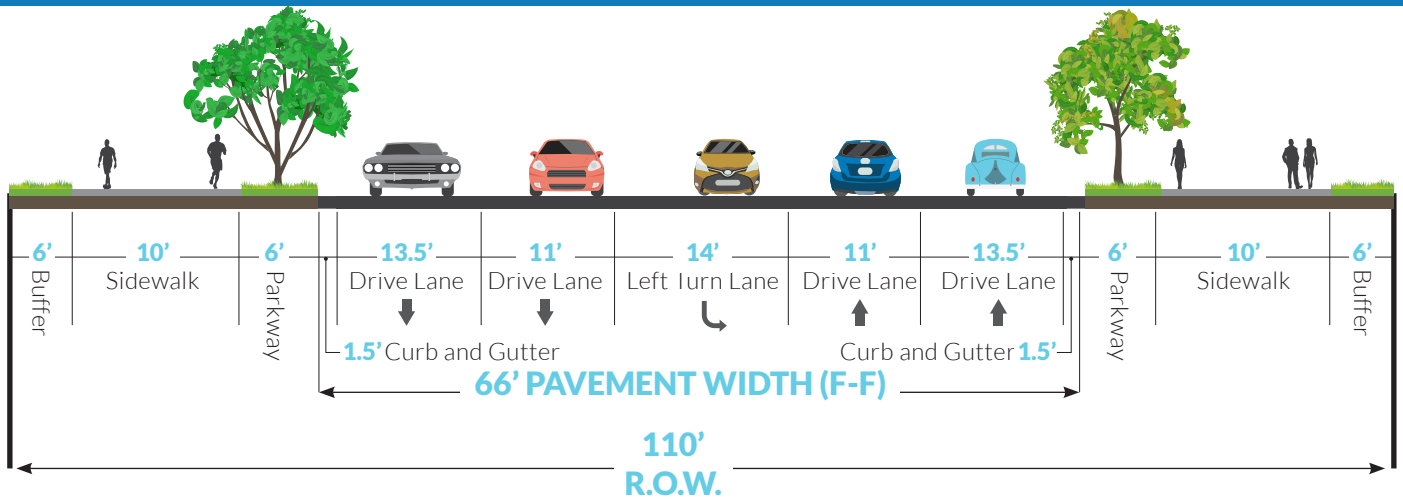 6’ 10’ 6’ 13.5’ 11’ 14’ 11’ 13.5’ 6’ 10’ 6’
Buffer Sidewalk Parkway Drive Lane Drive Lane Left Turn Lane Drive Lane Drive Lane Parkway Sidewalk Buffer
1.5’ Curb and Gutter
Curb and Gutter 1.5’
66’ PAVEMENT WIDTH (F-F)
110’
R.O.W.